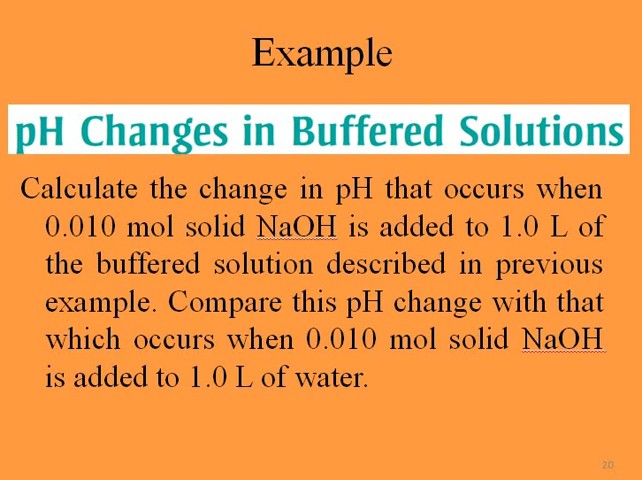 Example
pH Changes in Buffered Solutions
Calculate the change in pH that occurs when
0.010 mol solid NaOH is added to 1.0 L of
the buffered solution described in previous
example. Compare this pH change with that
which occurs when 0.010 mol solid NaOH
is added to 1.0 L of water.
20